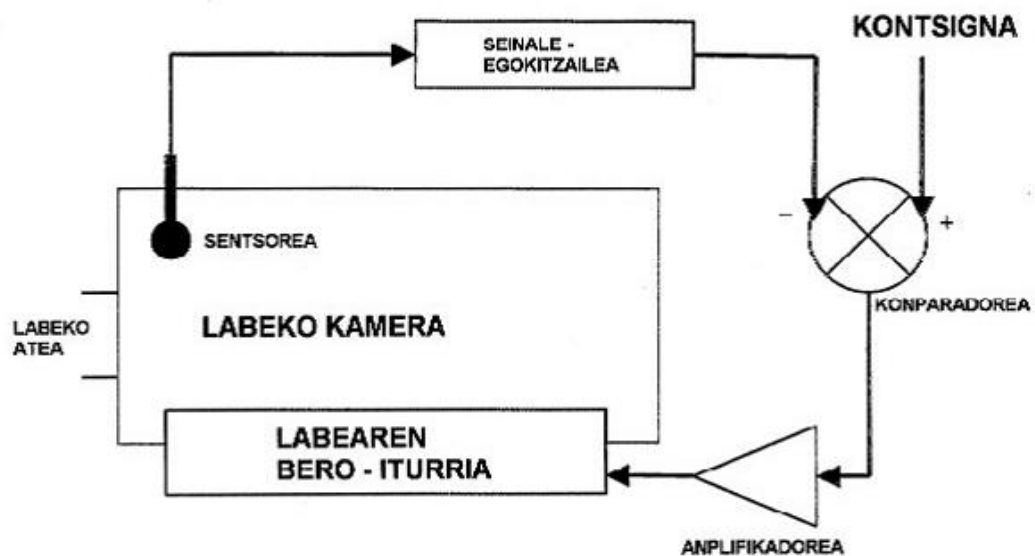 KONTSIGNA
SEINALE -
EGOKITZAILEA
- +
SENTSOREA
KONPARADOREA
LABEKO
ATEA
LABEKO KAMERA
LABEAREN
BERO - ITURRIA
ANPLIFIKADOREA